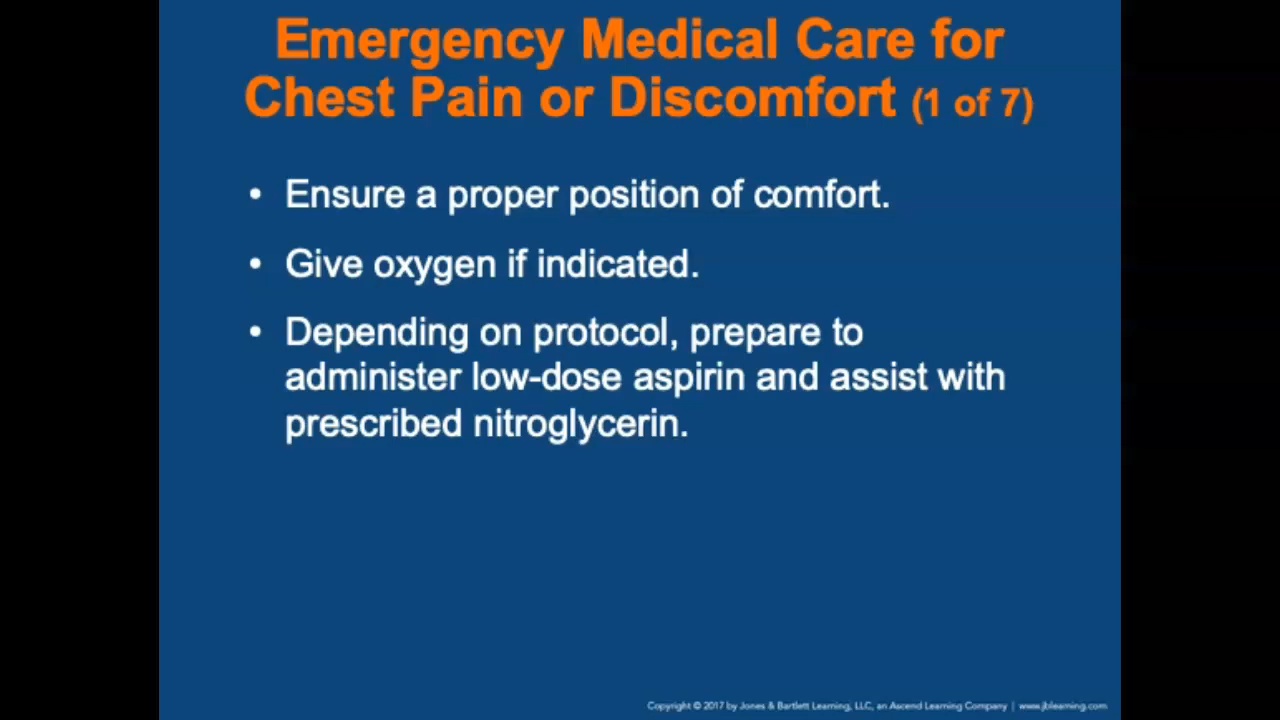 Emergency Medical Care for
Chest Pain or Discomfort (1 of 7)
• Ensure a proper position of comfort.
• Give oxygen if indicated.
• Depending on protocol, prepare to
administer low-dose aspirin and assist with
prescribed nitroglycerin.
Copyright © 2017 by Jones & Bartlett Learning, LLC, an Ascend Learning Company | www.jblearning.com